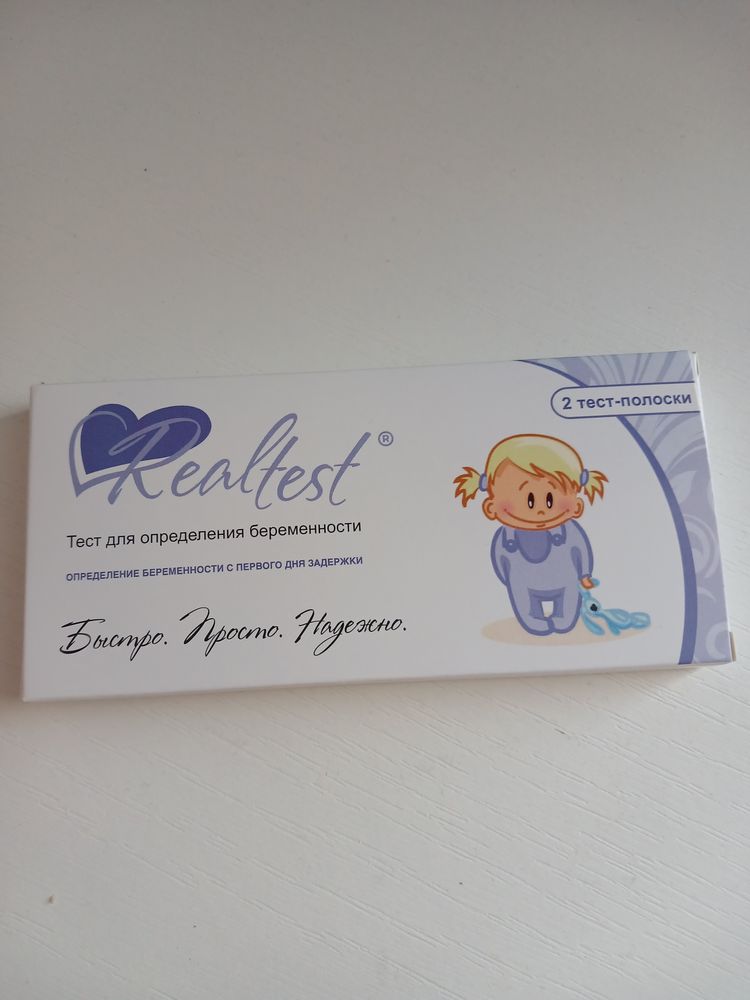 2 тест-полоски
Realtest ®
Тест для определения беременности
ОПРЕДЕЛЕНИЕ БЕРЕМЕННОСТИ С ПЕРВОГО ДНЯ ЗАДЕРЖКИ
Быстро. Просто. Надежно.